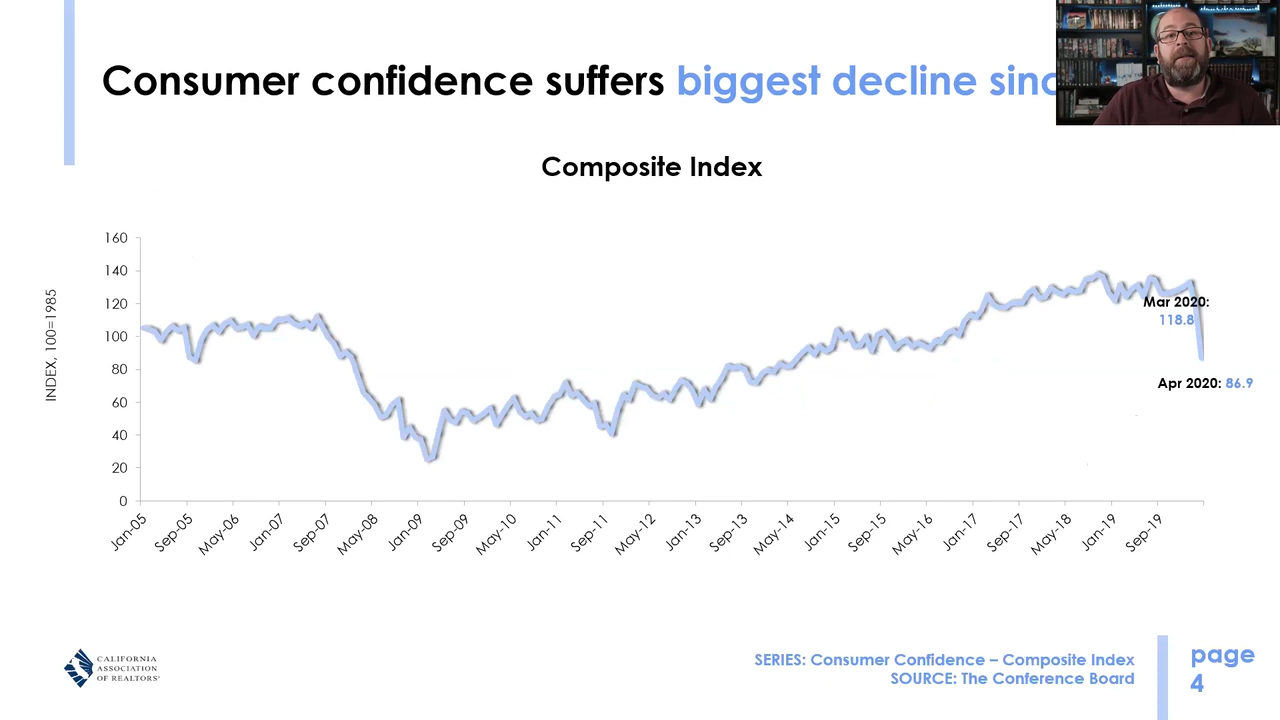 Consumer confidence suffers biggest decline sinc
Composite Index
INDEX, 100=1985
160
140
120
100
80
60
40
20
0
Mar 2020:
118.8
Apr 2020: 86.9
Jan-05
Sep-05
May-06
Jan-07
Sep-07
May-08
Jan-09
Sep-09
May-10
Jan-11
Sep-11
May-12
Jan-13
Sep-13
May-14
Jan-15
Sep-15
May-16
Jan-17
Sep-17
May-18
Jan-19
Sep-19
CALIFORNIA
ASSOCIATION
OF REALTORS®
SERIES: Consumer Confidence – Composite Index
SOURCE: The Conference Board
page
4